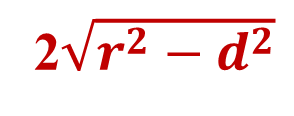 2√(r² − d²)